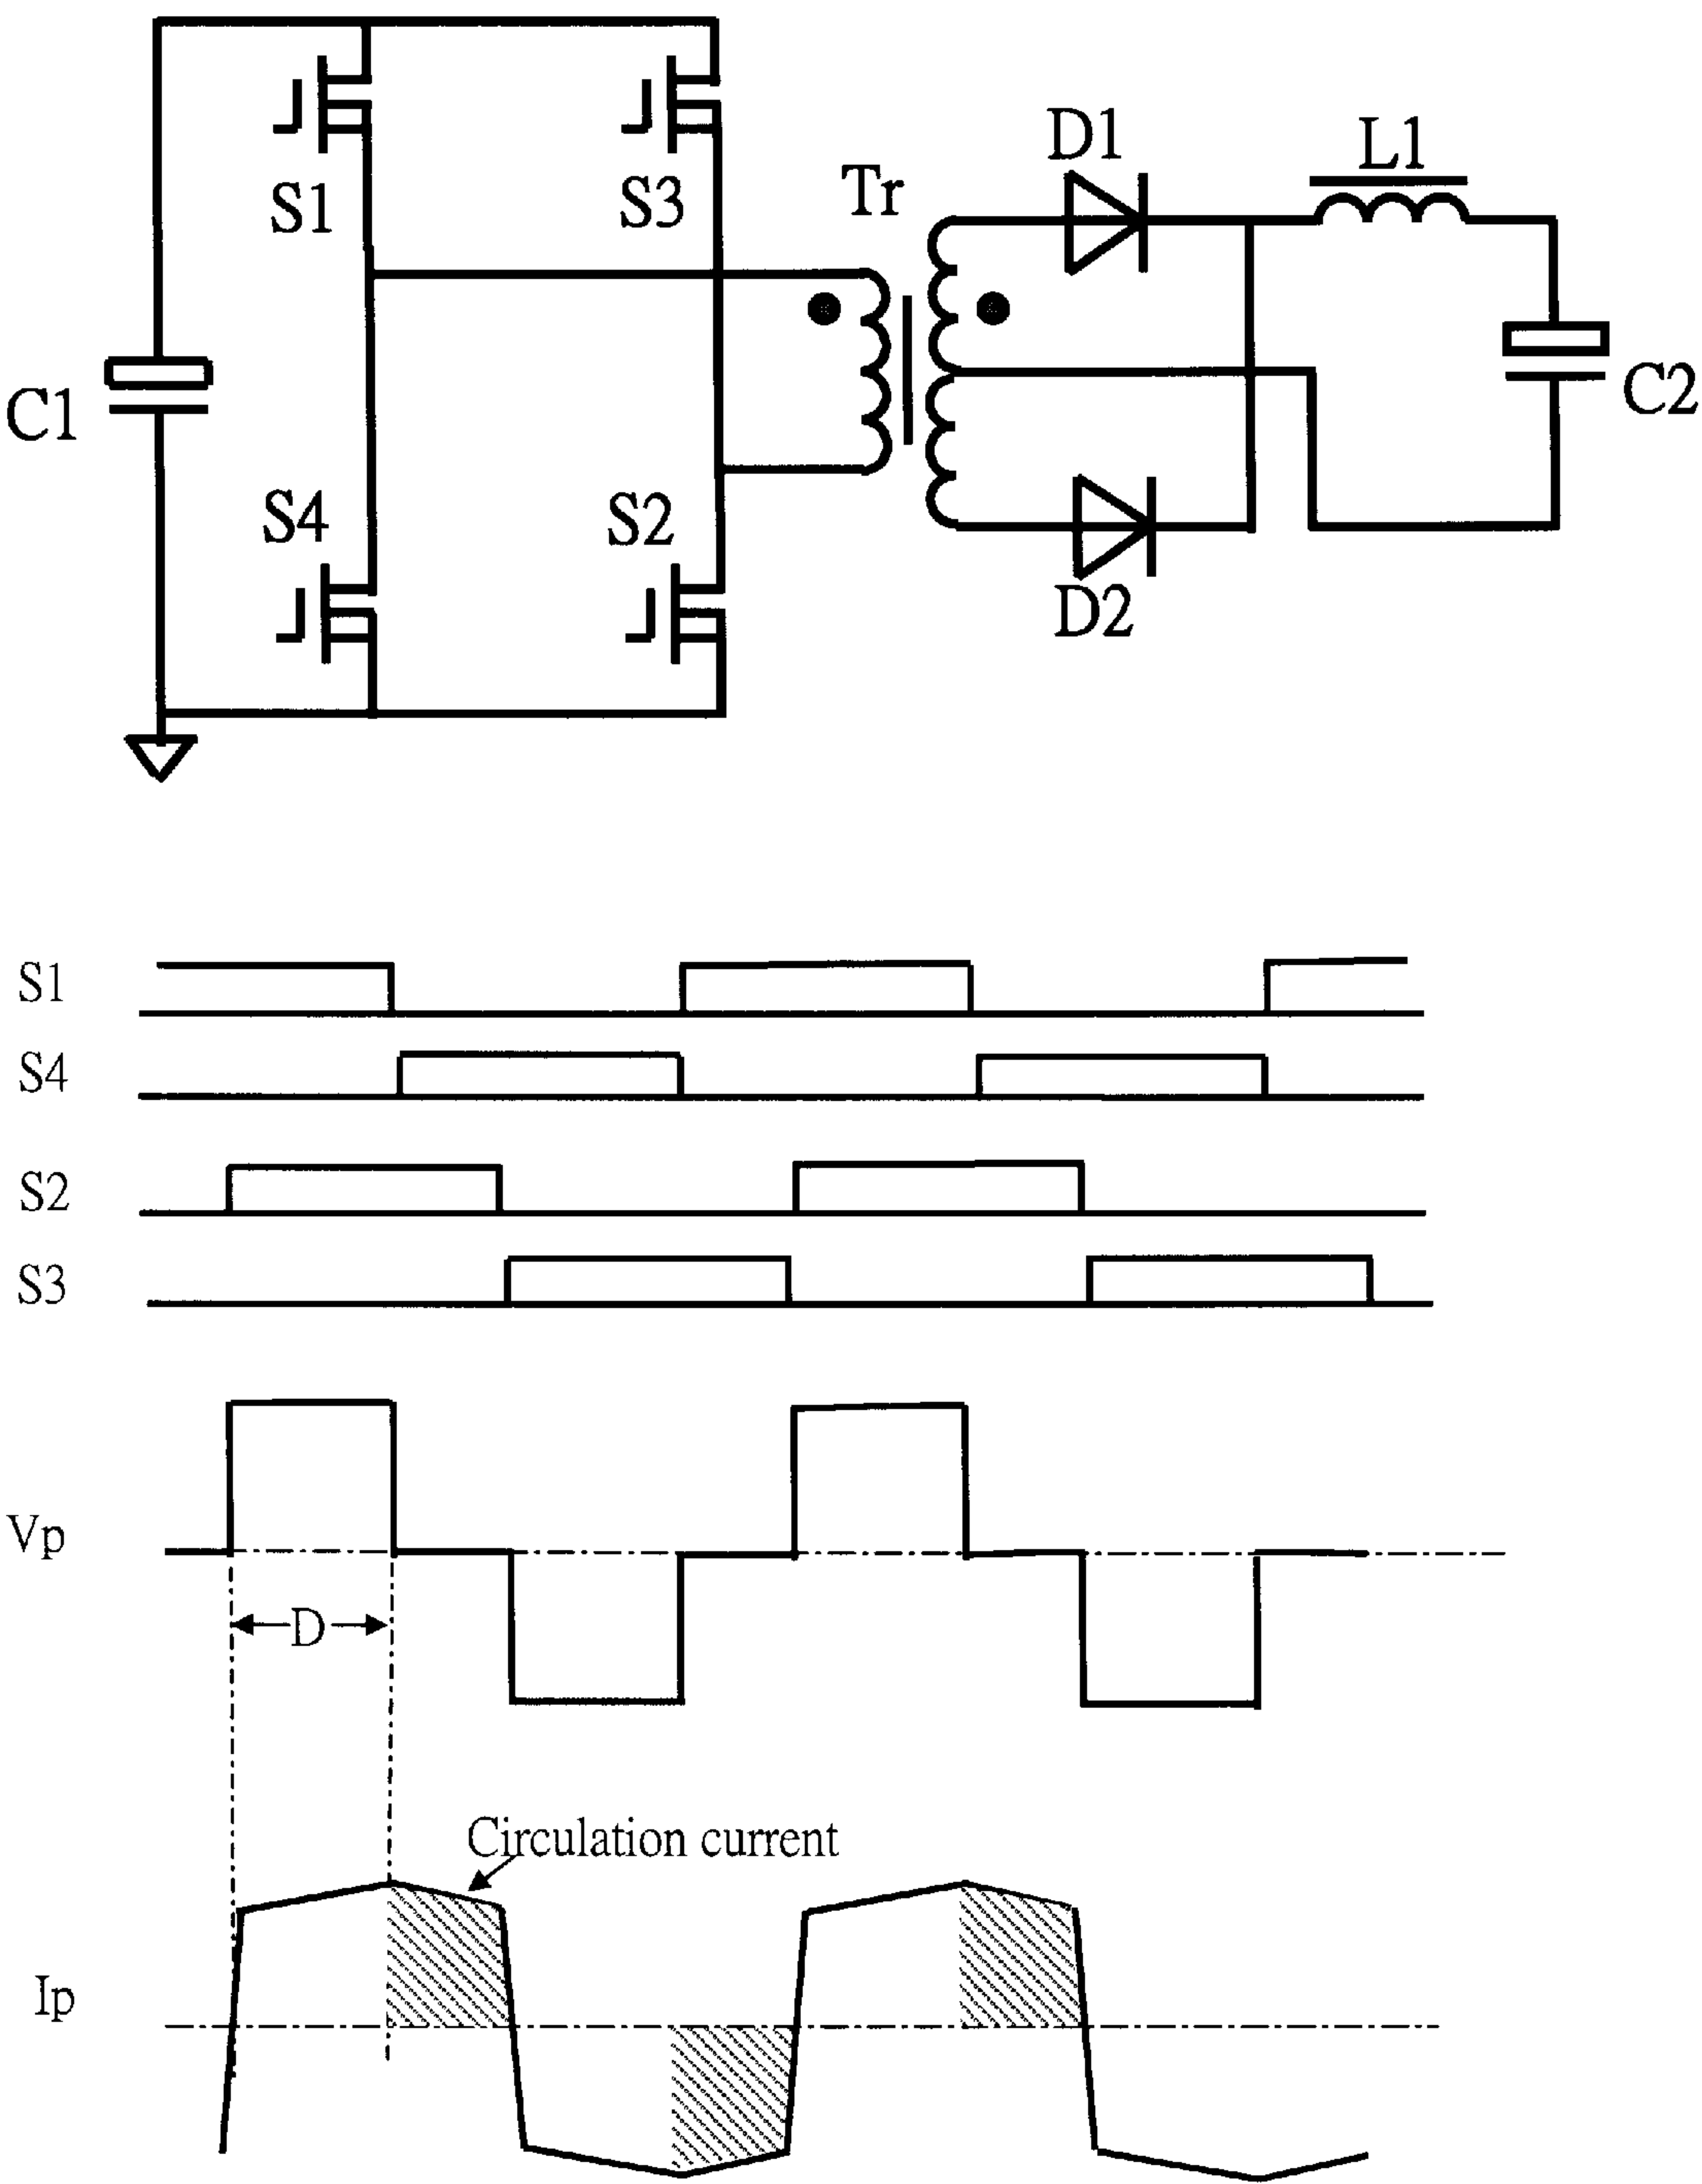 D1
L1
Tr
S1
S3
C1
C2
S4
S2
D2
S1
S4
S2
S3
Vp
D
Circulation current
Ip